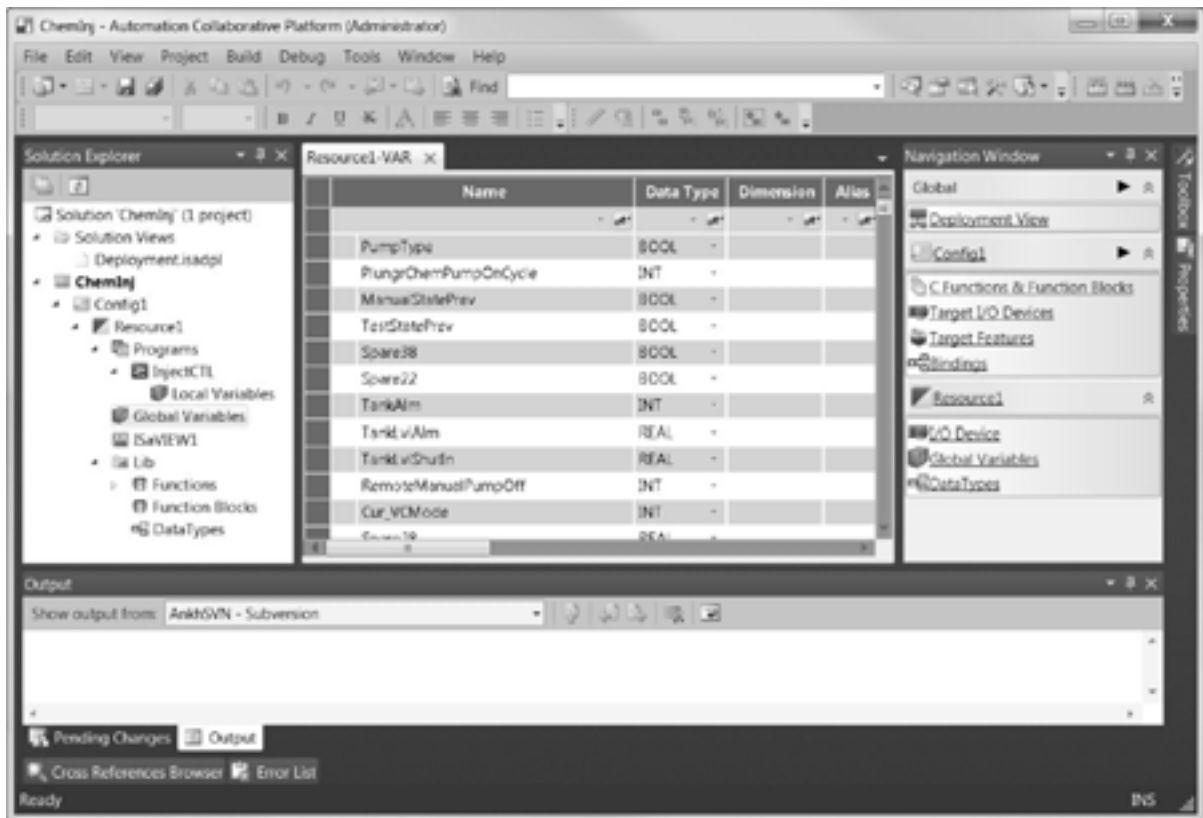 ChemInj - Automation Collaborative Platform (Administrator)
File Edit View Project Build Debug Tools Window Help
Find
Solution Explorer
Solution 'ChemInj' (1 project)
Solution Views
Deployment.isadpl
ChemInj
Config1
Resource1
Programs
InjectCTL
Local Variables
Global Variables
ISaVIEW1
Lib
Functions
Function Blocks
DataTypes
Resource1-VAR
Name Data Type Dimension Alias
PumpType BOOL
PlungrChemPumpOnCycle INT
ManualStatePrev BOOL
TestStatePrev BOOL
Spare38 BOOL
Spare22 BOOL
TankAlm INT
TankLvlAlm REAL
TankLvlShutIn REAL
RemoteManualPumpOff INT
Cur_VCMode INT
REAL
Navigation Window
Global
Deployment View
Config1
C Functions & Function Blocks
Target I/O Devices
Target Features
Bindings
Resource1
I/O Device
Global Variables
DataTypes
Toolbox
Properties
Output
Show output from: AnkhSVN - Subversion
Pending Changes Output
Cross References Browser Error List
Ready INS